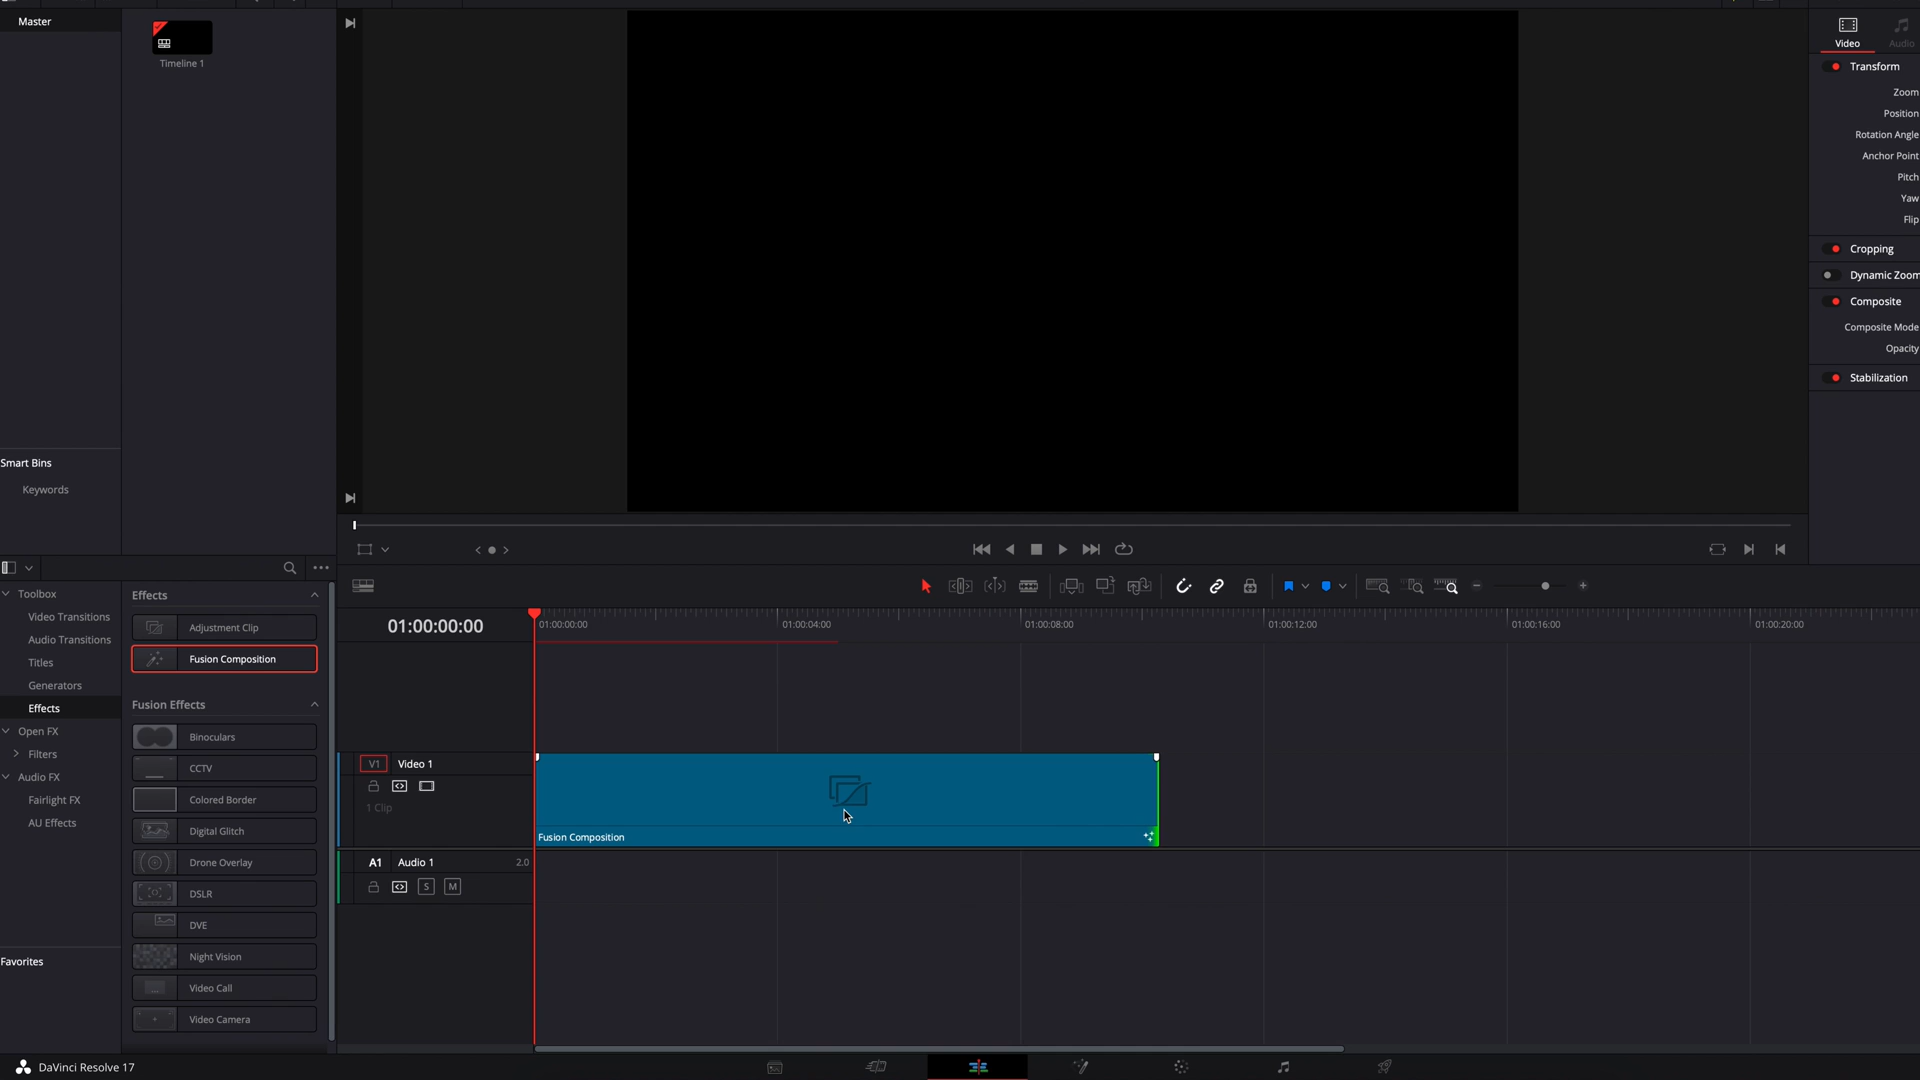 Master
Timeline 1
Smart Bins
Keywords
Video
Audio
Transform
Zoom
Position
Rotation Angle
Anchor Point
Pitch
Yaw
Flip
Cropping
Dynamic Zoom
Composite
Composite Mode
Opacity
Stabilization
Toolbox
Video Transitions
Audio Transitions
Titles
Generators
Effects
Open FX
Filters
Audio FX
Fairlight FX
AU Effects
Favorites
Effects
Adjustment Clip
Fusion Composition
Fusion Effects
Binoculars
CCTV
Colored Border
Digital Glitch
Drone Overlay
DSLR
DVE
Night Vision
Video Call
Video Camera
01:00:00:00
01:00:00:00
01:00:04:00
01:00:08:00
01:00:12:00
01:00:16:00
01:00:20:00
V1 Video 1
1 Clip
Fusion Composition
A1 Audio 1 2.0
S M
DaVinci Resolve 17